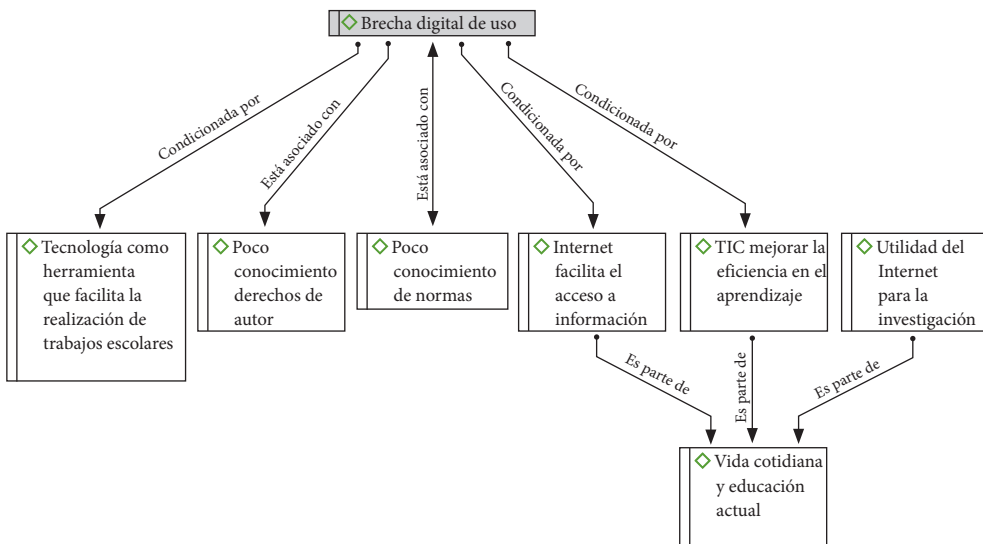 Brecha digital de uso
Condicionada por
Está asociado con
Está asociado con
Condicionada por
Condicionada por
Tecnología como
herramienta
que facilita la
realización de
trabajos escolares
Poco
conocimiento
derechos de
autor
Poco
conocimiento
de normas
Internet
facilita el
acceso a
información
TIC mejorar la
eficiencia en el
aprendizaje
Utilidad del
Internet
para la
investigación
Es parte de
Es parte de
Es parte de
Vida cotidiana
y educación
actual